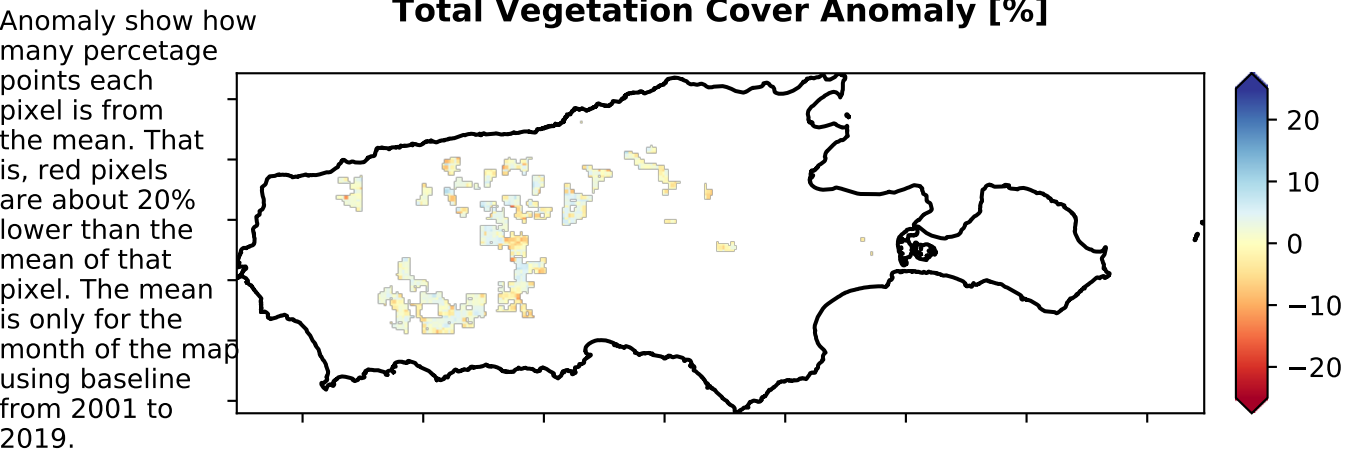 Total Vegetation Cover Anomaly [%]
Anomaly show how
many percetage
points each
pixel is from
the mean. That
is, red pixels
are about 20%
lower than the
mean of that
pixel. The mean
is only for the
month of the map
using baseline
from 2001 to
2019.
20
10
0
−10
−20